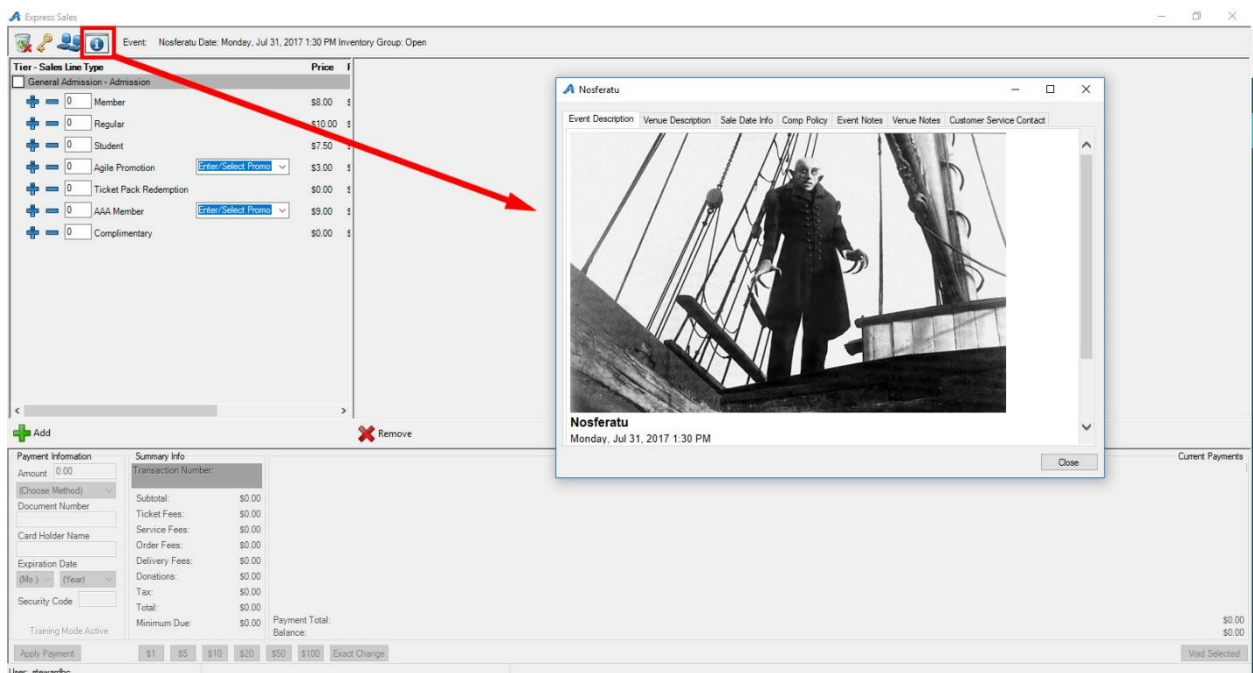 Express Sales
Event: Nosferatu Date: Monday, Jul 31, 2017 1:30 PM Inventory Group: Open
Tier - Sales Line Type Price F
General Admission - Admission
0 Member $8.00 $
0 Regular $10.00 $
0 Student $7.50 $
0 Agile Promotion Enter/Select Promo $3.00 $
0 Ticket Pack Redemption $0.00 $
0 AAA Member Enter/Select Promo $9.00 $
0 Complimentary $0.00 $
Add
Remove
Nosferatu
Event Description Venue Description Sale Date Info Comp Policy Event Notes Venue Notes Customer Service Contact
Nosferatu
Monday, Jul 31, 2017 1:30 PM
Close
Payment Information
Amount 0.00
(Choose Method)
Document Number
Card Holder Name
Expiration Date
(Mo.) (Year)
Security Code
Training Mode Active
Summary Info
Transaction Number:
Subtotal: $0.00
Ticket Fees: $0.00
Service Fees: $0.00
Order Fees: $0.00
Delivery Fees: $0.00
Donations: $0.00
Tax: $0.00
Total: $0.00
Minimum Due: $0.00
Current Payments
Payment Total: $0.00
Balance: $0.00
Apply Payment $1 $5 $10 $20 $50 $100 Exact Change Void Selected